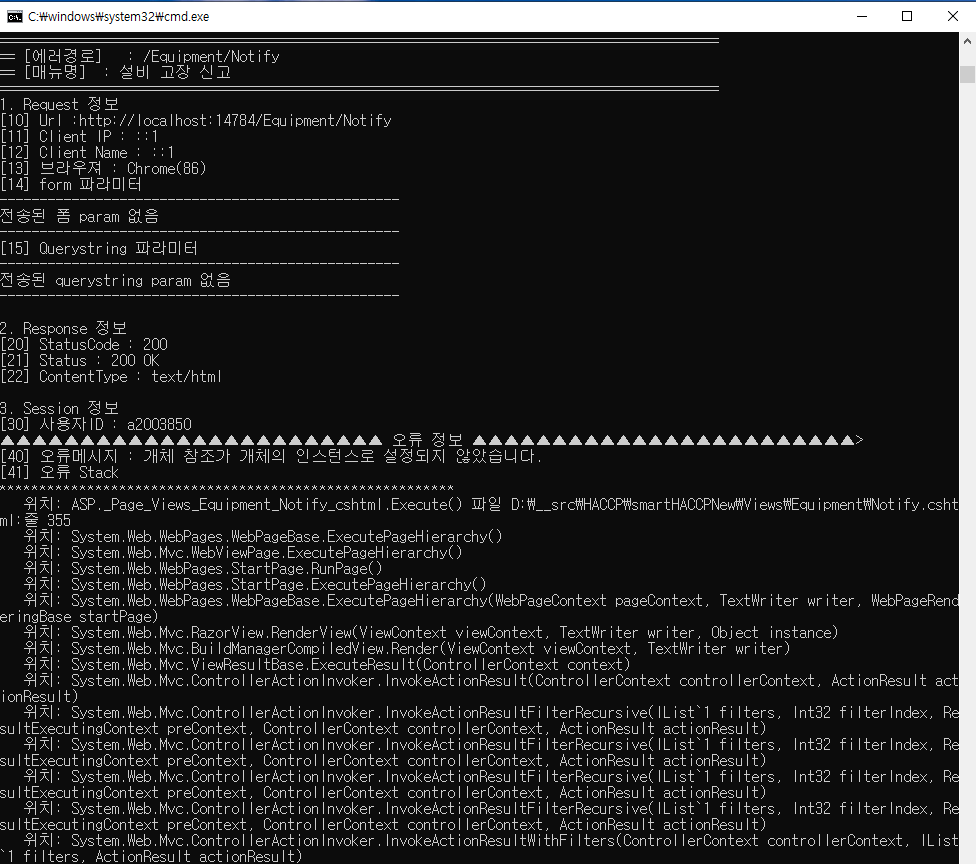 C:₩windows₩system32₩cmd.exe
== [에러경로]   : /Equipment/Notify
== [매뉴명]  : 설비 고장 신고
1. Request 정보
[10] Url :http://localhost:14784/Equipment/Notify
[11] Client IP : ::1
[12] Client Name : ::1
[13] 브라우져 : Chrome(86)
[14] form 파라미터
--------------------------------------------------
전송된 폼 param 없음
--------------------------------------------------
[15] Querystring 파라미터
--------------------------------------------------
전송된 querystring param 없음
--------------------------------------------------
2. Response 정보
[20] StatusCode : 200
[21] Status : 200 OK
[22] ContentType : text/html
3. Session 정보
[30] 사용자ID : a2003850
▲▲▲▲▲▲▲▲▲▲▲▲▲▲▲▲▲▲▲▲▲▲▲▲ 오류 정보 ▲▲▲▲▲▲▲▲▲▲▲▲▲▲▲▲▲▲▲▲▲▲▲▲>
[40] 오류메시지 : 개체 참조가 개체의 인스턴스로 설정되지 않았습니다.
[41] 오류 Stack
*********************************************************
   위치: ASP._Page_Views_Equipment_Notify_cshtml.Execute() 파일 D:₩__src₩HACCP₩smartHACCPNew₩Views₩Equipment₩Notify.csht
ml:줄 355
   위치: System.Web.WebPages.WebPageBase.ExecutePageHierarchy()
   위치: System.Web.Mvc.WebViewPage.ExecutePageHierarchy()
   위치: System.Web.WebPages.StartPage.RunPage()
   위치: System.Web.WebPages.StartPage.ExecutePageHierarchy()
   위치: System.Web.WebPages.WebPageBase.ExecutePageHierarchy(WebPageContext pageContext, TextWriter writer, WebPageRend
eringBase startPage)
   위치: System.Web.Mvc.RazorView.RenderView(ViewContext viewContext, TextWriter writer, Object instance)
   위치: System.Web.Mvc.BuildManagerCompiledView.Render(ViewContext viewContext, TextWriter writer)
   위치: System.Web.Mvc.ViewResultBase.ExecuteResult(ControllerContext context)
   위치: System.Web.Mvc.ControllerActionInvoker.InvokeActionResult(ControllerContext controllerContext, ActionResult act
ionResult)
   위치: System.Web.Mvc.ControllerActionInvoker.InvokeActionResultFilterRecursive(IList`1 filters, Int32 filterIndex, Re
sultExecutingContext preContext, ControllerContext controllerContext, ActionResult actionResult)
   위치: System.Web.Mvc.ControllerActionInvoker.InvokeActionResultFilterRecursive(IList`1 filters, Int32 filterIndex, Re
sultExecutingContext preContext, ControllerContext controllerContext, ActionResult actionResult)
   위치: System.Web.Mvc.ControllerActionInvoker.InvokeActionResultFilterRecursive(IList`1 filters, Int32 filterIndex, Re
sultExecutingContext preContext, ControllerContext controllerContext, ActionResult actionResult)
   위치: System.Web.Mvc.ControllerActionInvoker.InvokeActionResultFilterRecursive(IList`1 filters, Int32 filterIndex, Re
sultExecutingContext preContext, ControllerContext controllerContext, ActionResult actionResult)
   위치: System.Web.Mvc.ControllerActionInvoker.InvokeActionResultWithFilters(ControllerContext controllerContext, IList
`1 filters, ActionResult actionResult)